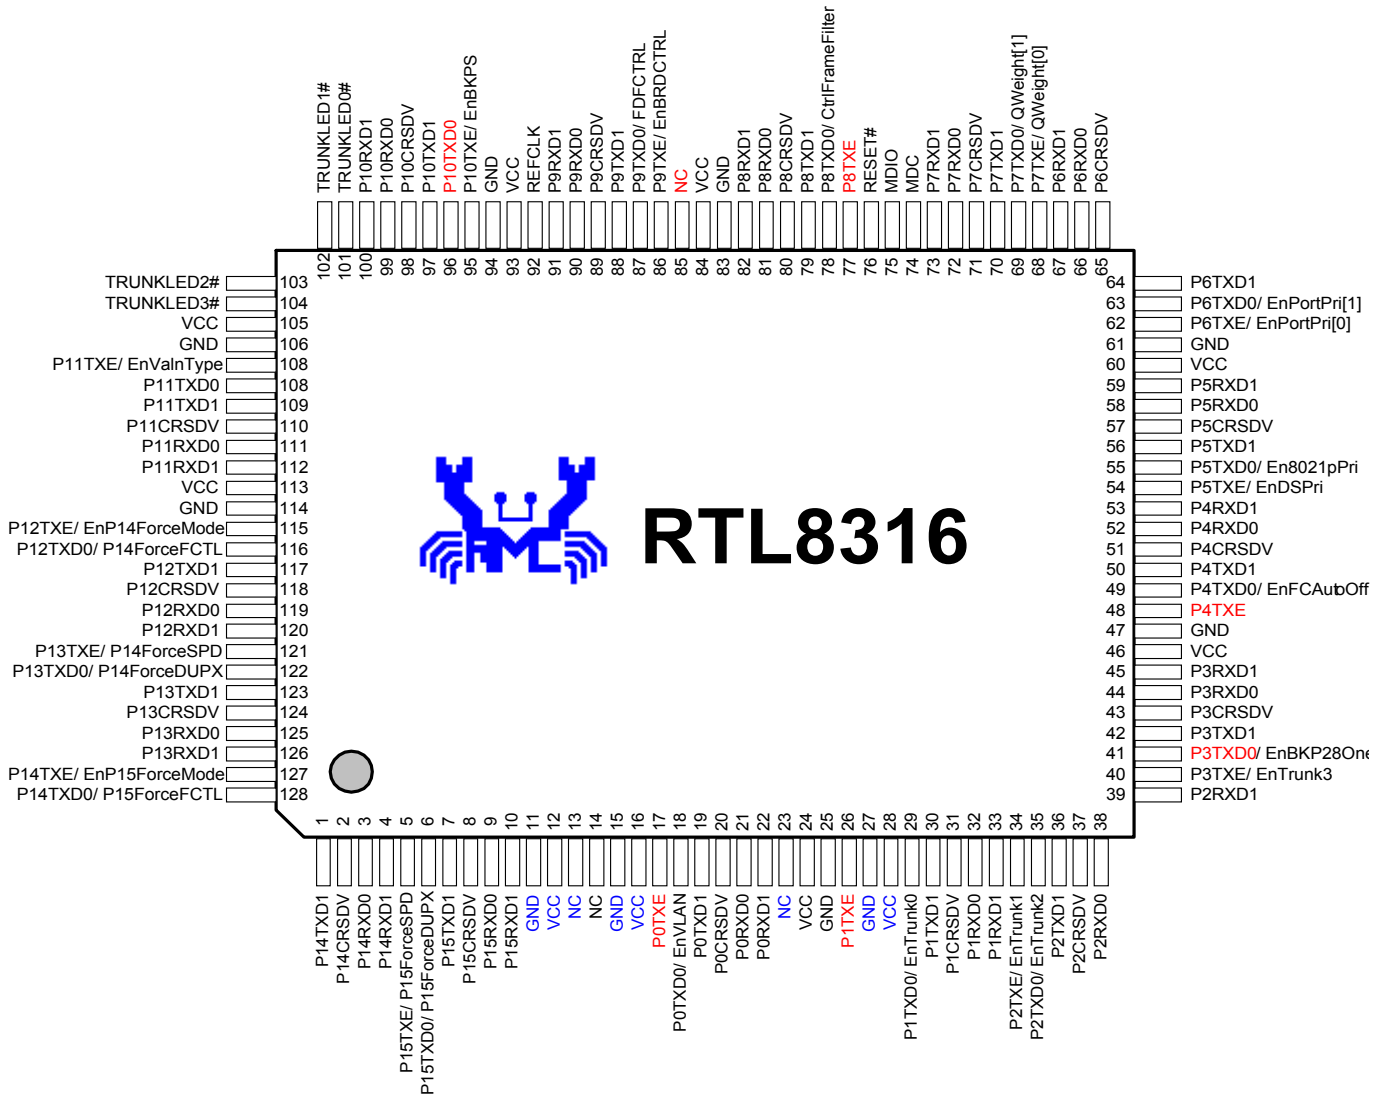 TRUNKLED1#
TRUNKLED0#
P10RXD1
P10RXD0
P10CRSDV
P10TXD1
P10TXD0
P10TXE/ EnBKPS
GND
VCC
REFCLK
P9RXD1
P9RXD0
P9CRSDV
P9TXD1
P9TXD0/ FDFCTRL
P9TXE/ EnBRDCTRL
NC
VCC
GND
P8RXD1
P8RXD0
P8CRSDV
P8TXD1
P8TXD0/ CtrlFrameFilter
P8TXE
RESET#
MDIO
MDC
P7RXD1
P7RXD0
P7CRSDV
P7TXD1
P7TXD0/ QWeight[1]
P7TXE/ QWeight[0]
P6RXD1
P6RXD0
P6CRSDV
102 101 100 99 98 97 96 95 94 93 92 91 90 89 88 87 86 85 84 83 82 81 80 79 78 77 76 75 74 73 72 71 70 69 68 67 66 65
TRUNKLED2# 103
TRUNKLED3# 104
VCC 105
GND 106
P11TXE/ EnValnType 108
P11TXD0 108
P11TXD1 109
P11CRSDV 110
P11RXD0 111
P11RXD1 112
VCC 113
GND 114
P12TXE/ EnP14ForceMode 115
P12TXD0/ P14ForceFCTL 116
P12TXD1 117
P12CRSDV 118
P12RXD0 119
P12RXD1 120
P13TXE/ P14ForceSPD 121
P13TXD0/ P14ForceDUPX 122
P13TXD1 123
P13CRSDV 124
P13RXD0 125
P13RXD1 126
P14TXE/ EnP15ForceMode 127
P14TXD0/ P15ForceFCTL 128
RTL8316
64 P6TXD1
63 P6TXD0/ EnPortPri[1]
62 P6TXE/ EnPortPri[0]
61 GND
60 VCC
59 P5RXD1
58 P5RXD0
57 P5CRSDV
56 P5TXD1
55 P5TXD0/ En8021pPri
54 P5TXE/ EnDSPri
53 P4RXD1
52 P4RXD0
51 P4CRSDV
50 P4TXD1
49 P4TXD0/ EnFCAutoOff
48 P4TXE
47 GND
46 VCC
45 P3RXD1
44 P3RXD0
43 P3CRSDV
42 P3TXD1
41 P3TXD0/ EnBKP28One
40 P3TXE/ EnTrunk3
39 P2RXD1
1 2 3 4 5 6 7 8 9 10 11 12 13 14 15 16 17 18 19 20 21 22 23 24 25 26 27 28 29 30 31 32 33 34 35 36 37 38
P14TXD1
P14CRSDV
P14RXD0
P14RXD1
P15TXE/ P15ForceSPD
P15TXD0/ P15ForceDUPX
P15TXD1
P15CRSDV
P15RXD0
P15RXD1
GND
VCC
NC
NC
GND
VCC
P0TXE
P0TXD0/ EnVLAN
P0TXD1
P0CRSDV
P0RXD0
P0RXD1
NC
VCC
GND
P1TXE
GND
VCC
P1TXD0/ EnTrunk0
P1TXD1
P1CRSDV
P1RXD0
P1RXD1
P2TXE/ EnTrunk1
P2TXD0/ EnTrunk2
P2TXD1
P2CRSDV
P2RXD0